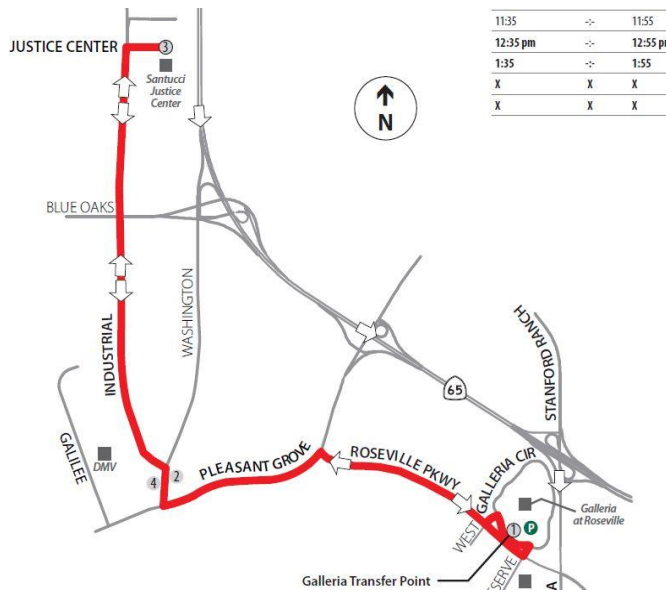 11:35 -:- 11:55
12:35 pm -:- 12:55 pm
1:35 -:- 1:55
X X X
X X X
JUSTICE CENTER
3
Santucci
Justice
Center
N
BLUE OAKS
WASHINGTON
INDUSTRIAL
STANFORD RANCH
65
GALILEE
DMV
4 2
PLEASANT GROVE
ROSEVILLE PKWY
GALLERIA CIR
WEST
Galleria
at Roseville
1 P
Galleria Transfer Point